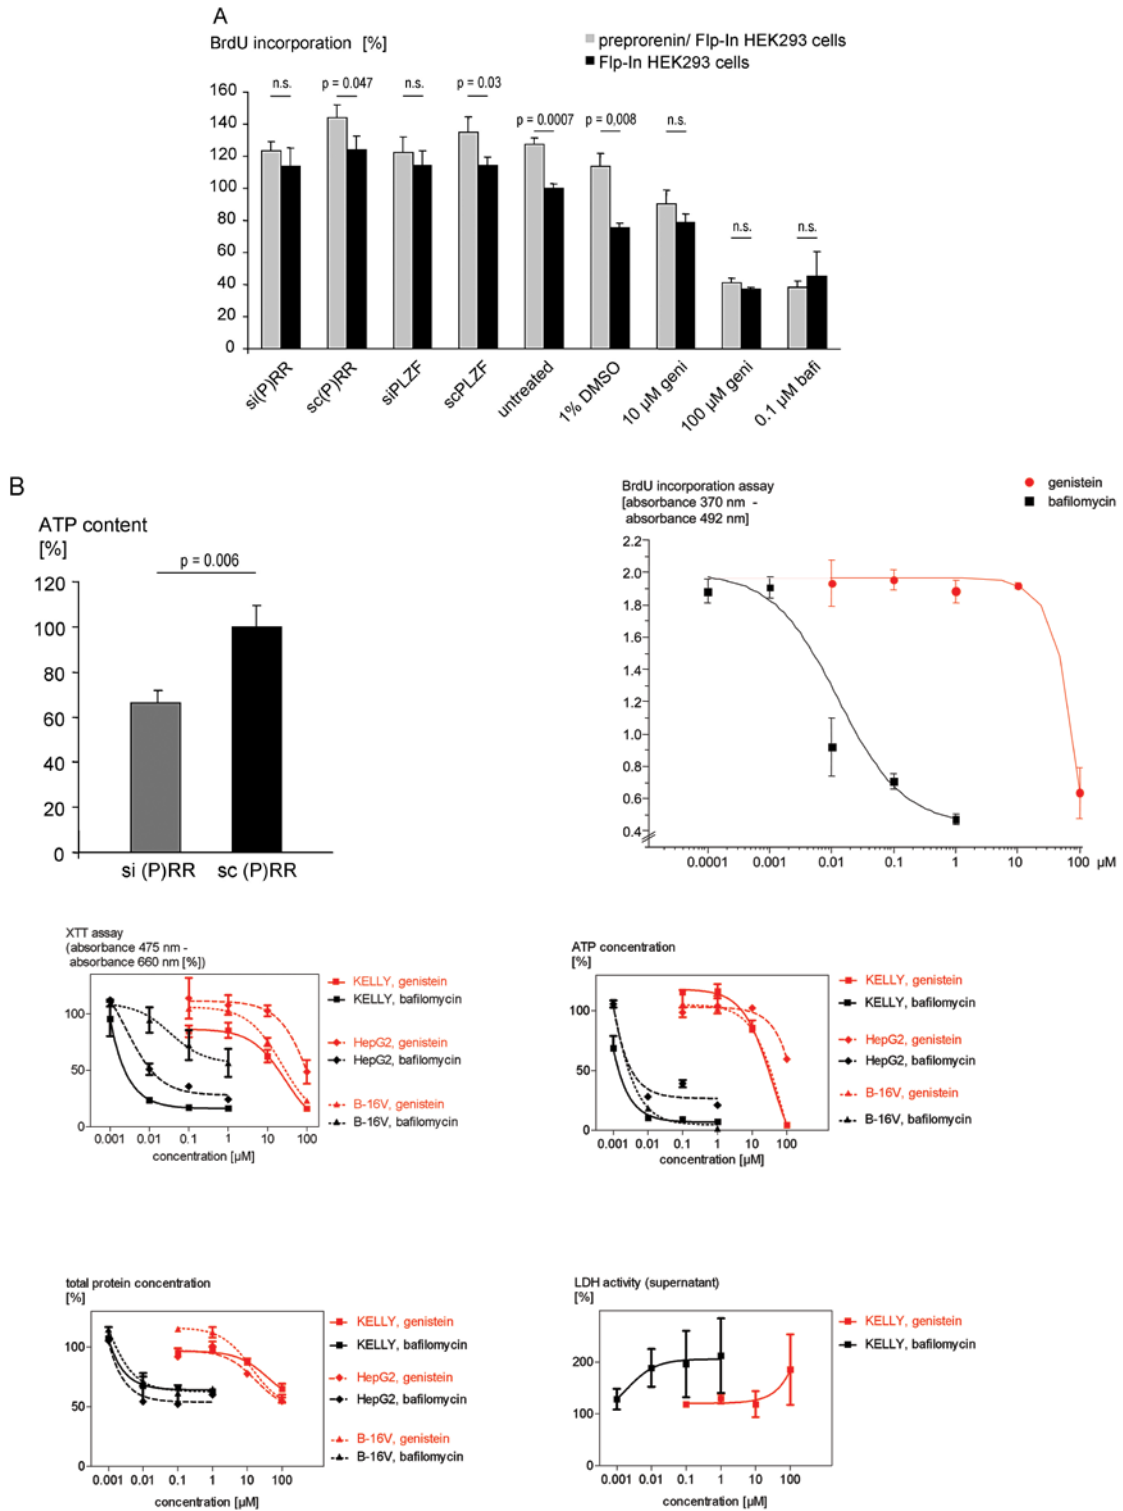 A
BrdU incorporation [%]
preprorenin/ Flp-In HEK293 cells
Flp-In HEK293 cells
n.s.
p = 0.047
n.s.
p = 0.03
p = 0.0007
p = 0,008
n.s.
n.s.
n.s.
160
140
120
100
80
60
40
20
0
si(P)RR
sc(P)RR
siPLZF
scPLZF
untreated
1% DMSO
10 µM geni
100 µM geni
0.1 µM bafi
B
ATP content
[%]
p = 0.006
120
100
80
60
40
20
0
si (P)RR
sc (P)RR
BrdU incorporation assay
[absorbance 370 nm -
absorbance 492 nm]
genistein
bafilomycin
2.2
2.0
1.8
1.6
1.4
1.2
1.0
0.8
0.6
0.4
0.0001
0.001
0.01
0.1
1
10
100
µM
XTT assay
(absorbance 475 nm -
absorbance 660 nm [%])
100
50
0
0.001
0.01
0.1
1
10
100
concentration [µM]
KELLY, genistein
KELLY, bafilomycin
HepG2, genistein
HepG2, bafilomycin
B-16V, genistein
B-16V, bafilomycin
ATP concentration
[%]
100
50
0
0.001
0.01
0.1
1
10
100
concentration [µM]
KELLY, genistein
KELLY, bafilomycin
HepG2, genistein
HepG2, bafilomycin
B-16V, genistein
B-16V, bafilomycin
total protein concentration
[%]
100
50
0
0.001
0.01
0.1
1
10
100
concentration [µM]
KELLY, genistein
KELLY, bafilomycin
HepG2, genistein
HepG2, bafilomycin
B-16V, genistein
B-16V, bafilomycin
LDH activity (supernatant)
[%]
200
100
0
0.001
0.01
0.1
1
10
100
concentration [µM]
KELLY, genistein
KELLY, bafilomycin